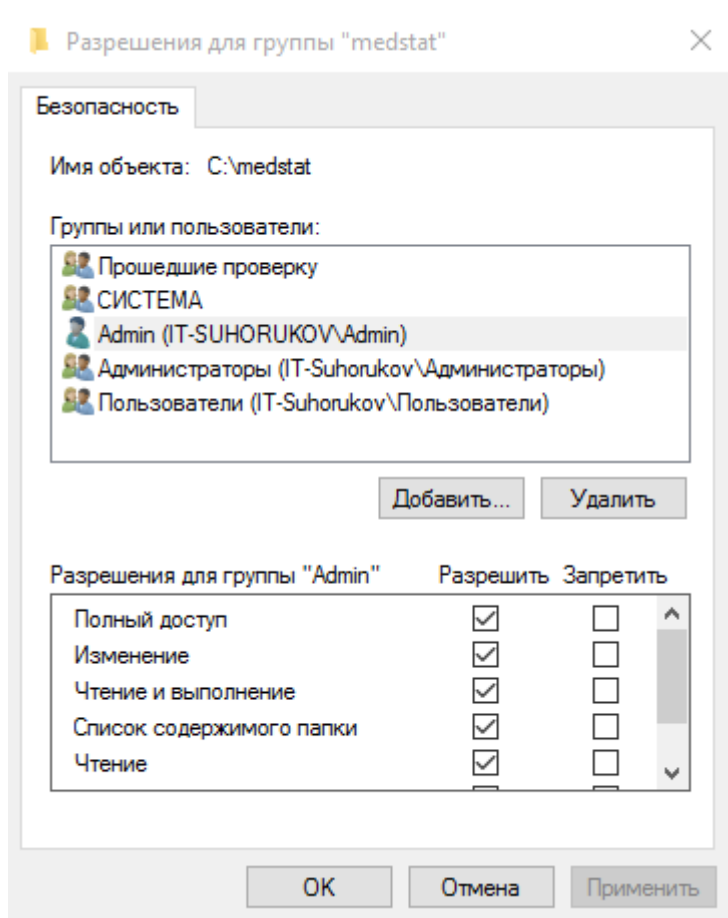 Разрешения для группы "medstat"
Безопасность
Имя объекта: C:\medstat
Группы или пользователи:
Прошедшие проверку
СИСТЕМА
Admin (IT-SUHORUKOV\Admin)
Администраторы (IT-Suhorukov\Администраторы)
Пользователи (IT-Suhorukov\Пользователи)
Добавить... Удалить
Разрешения для группы "Admin" Разрешить Запретить
Полный доступ
Изменение
Чтение и выполнение
Список содержимого папки
Чтение
ОК Отмена Применить